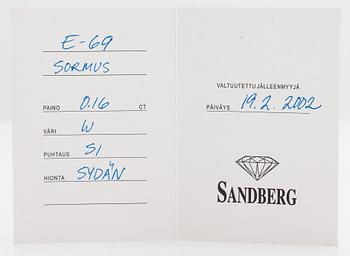 E-69
SORMUS
PAINO 0.16 CT
VÄRI W
PUHTAUS SI
HIONTA SYDÄN
VALTUUTETTU JÄLLEENMYYJÄ
PÄIVÄYS 19.2.2002
SANDBERG